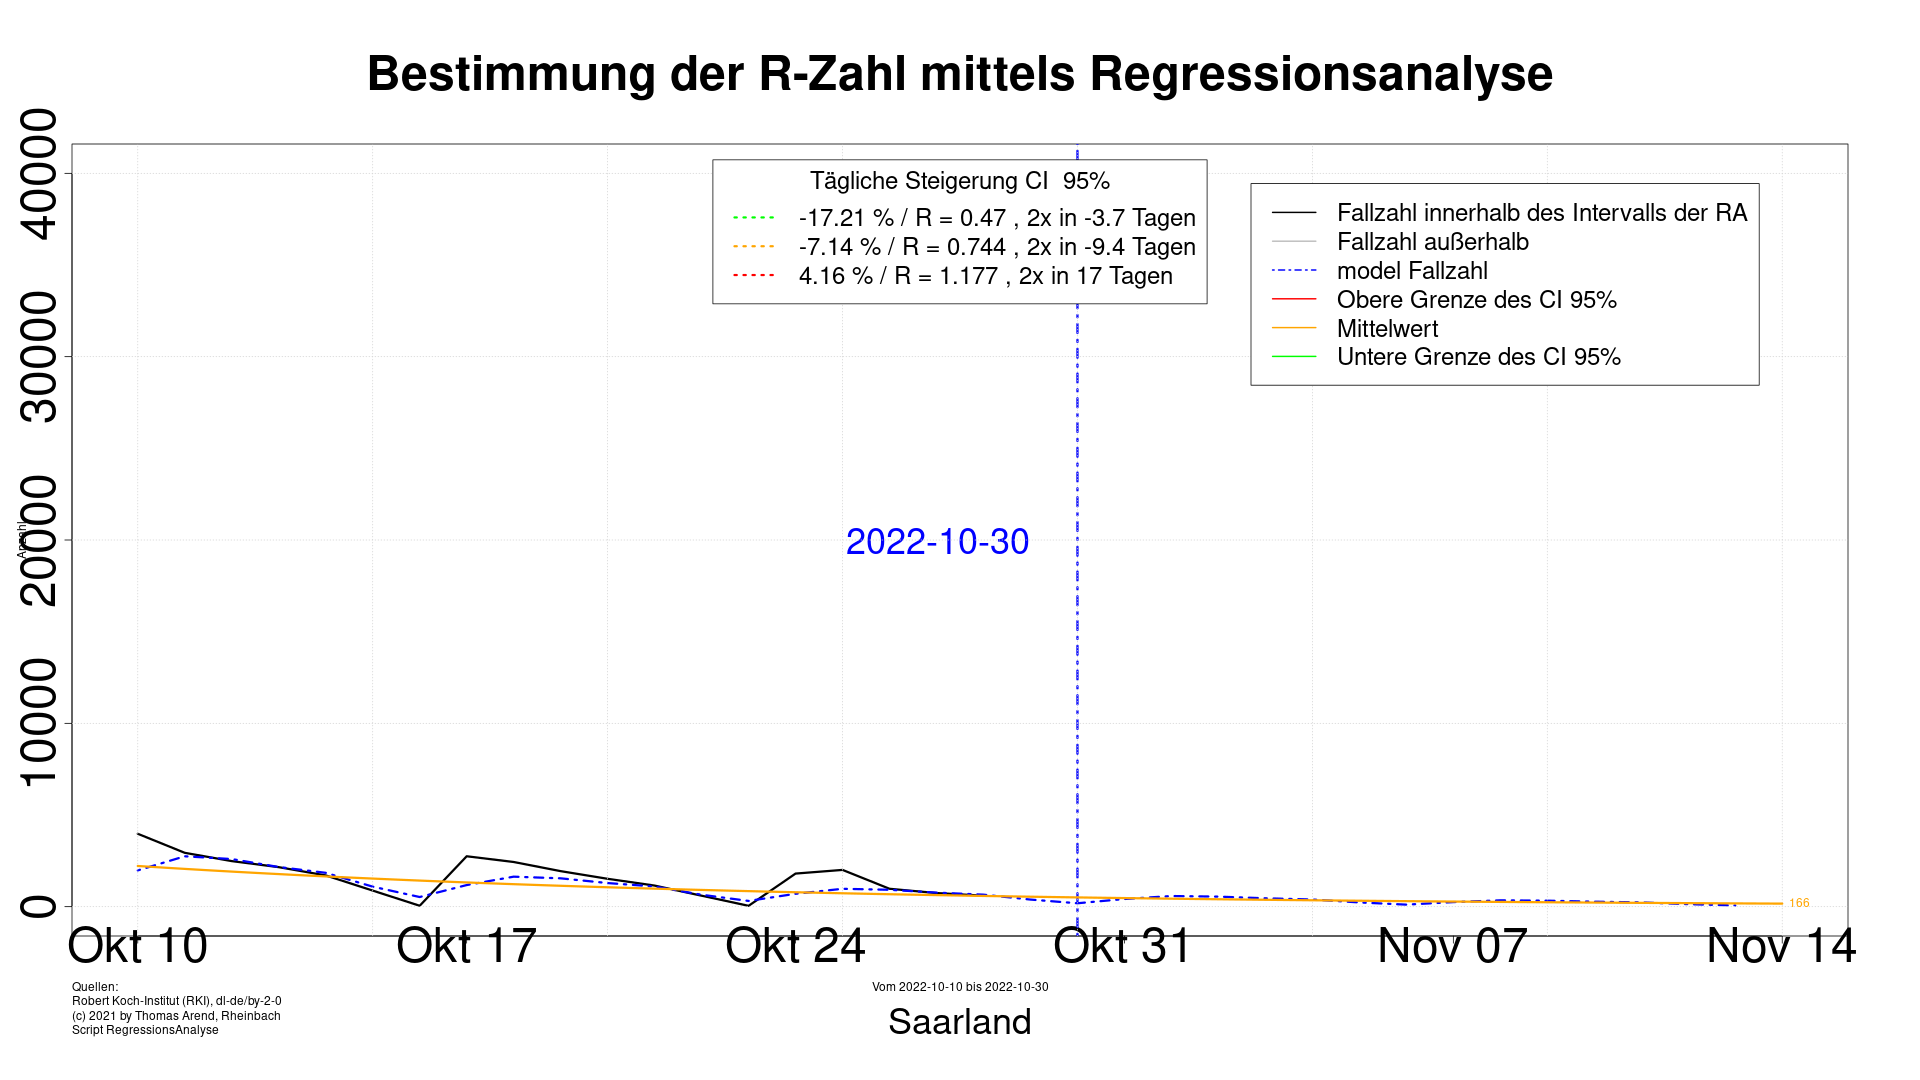 Bestimmung der R-Zahl mittels Regressionsanalyse
Anzahl
40000
30000
20000
10000
0
Tägliche Steigerung CI  95%
-17.21 % / R = 0.47 , 2x in -3.7 Tagen
-7.14 % / R = 0.744 , 2x in -9.4 Tagen
4.16 % / R = 1.177 , 2x in 17 Tagen
Fallzahl innerhalb des Intervalls der RA
Fallzahl außerhalb
model Fallzahl
Obere Grenze des CI 95%
Mittelwert
Untere Grenze des CI 95%
2022-10-30
166
Okt 10
Okt 17
Okt 24
Okt 31
Nov 07
Nov 14
Quellen:
Robert Koch-Institut (RKI), dl-de/by-2-0
(c) 2021 by Thomas Arend, Rheinbach
Script RegressionsAnalyse
Vom 2022-10-10 bis 2022-10-30
Saarland